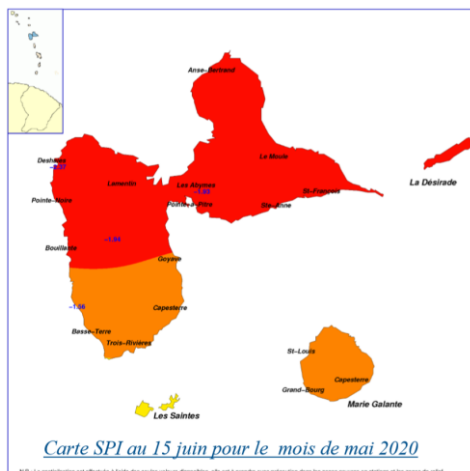 Anse-Bertrand
Deshaies
Lamentin
Le Moule
Les Abymes
St-François
La Désirade
Pointe-Noire
Pointe-à-Pitre
Ste-Anne
-1.94
Bouillante
Goyave
Capesterre
Basse-Terre
Trois-Rivières
St-Louis
Capesterre
Grand-Bourg
Marie Galante
Les Saintes
Carte SPI au 15 juin pour le mois de mai 2020